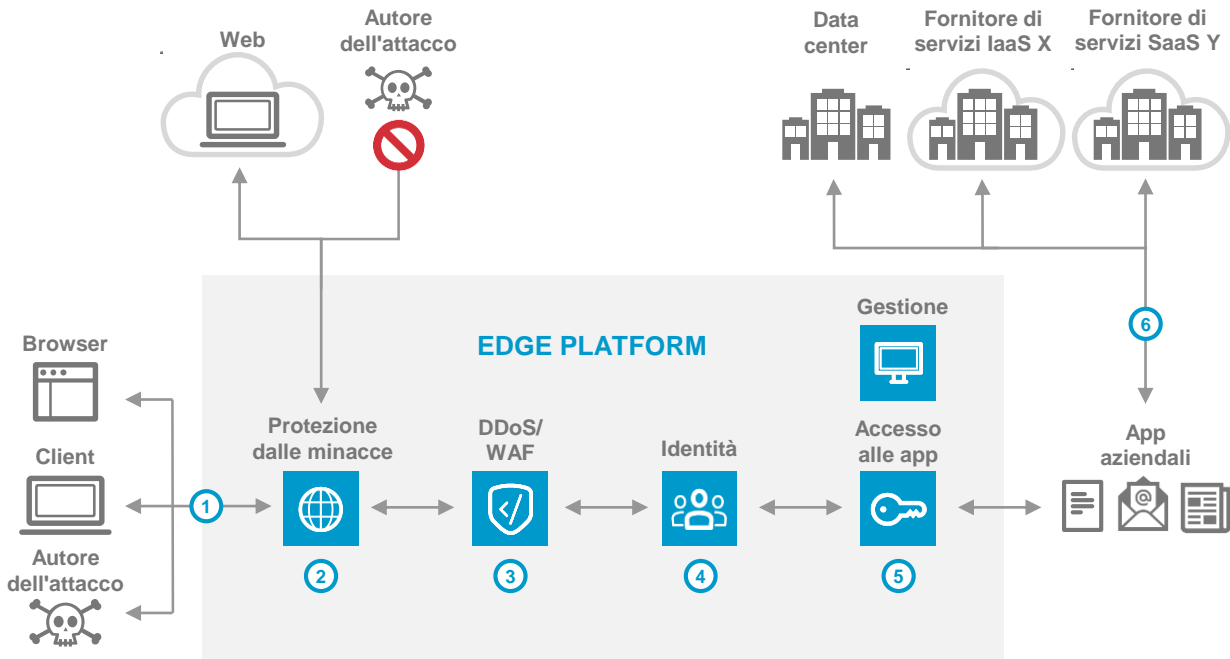 Web
Autore
dell'attacco
Data
center
Fornitore di
servizi IaaS X
Fornitore di
servizi SaaS Y
Gestione
EDGE PLATFORM
6
Browser
Client
Autore
dell'attacco
1
Protezione
dalle minacce
2
DDoS/
WAF
3
Identità
4
Accesso
alle app
5
App
aziendali
@